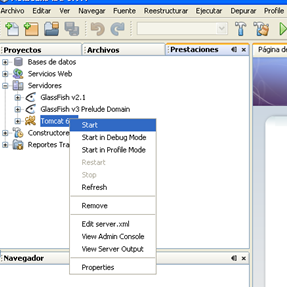 Archivo Editar Ver Navegar Fuente Reestructurar Ejecutar Depurar Profile
Proyectos Archivos Prestaciones Página de
Bases de datos
Servicios Web
Servidores
GlassFish v2.1
GlassFish v3 Prelude Domain
Tomcat 6
Start
Start in Debug Mode
Constructore
Start in Profile Mode
Reportes Tra
Restart
Stop
Refresh
Remove
Edit server.xml
View Admin Console
View Server Output
Navegador
Properties